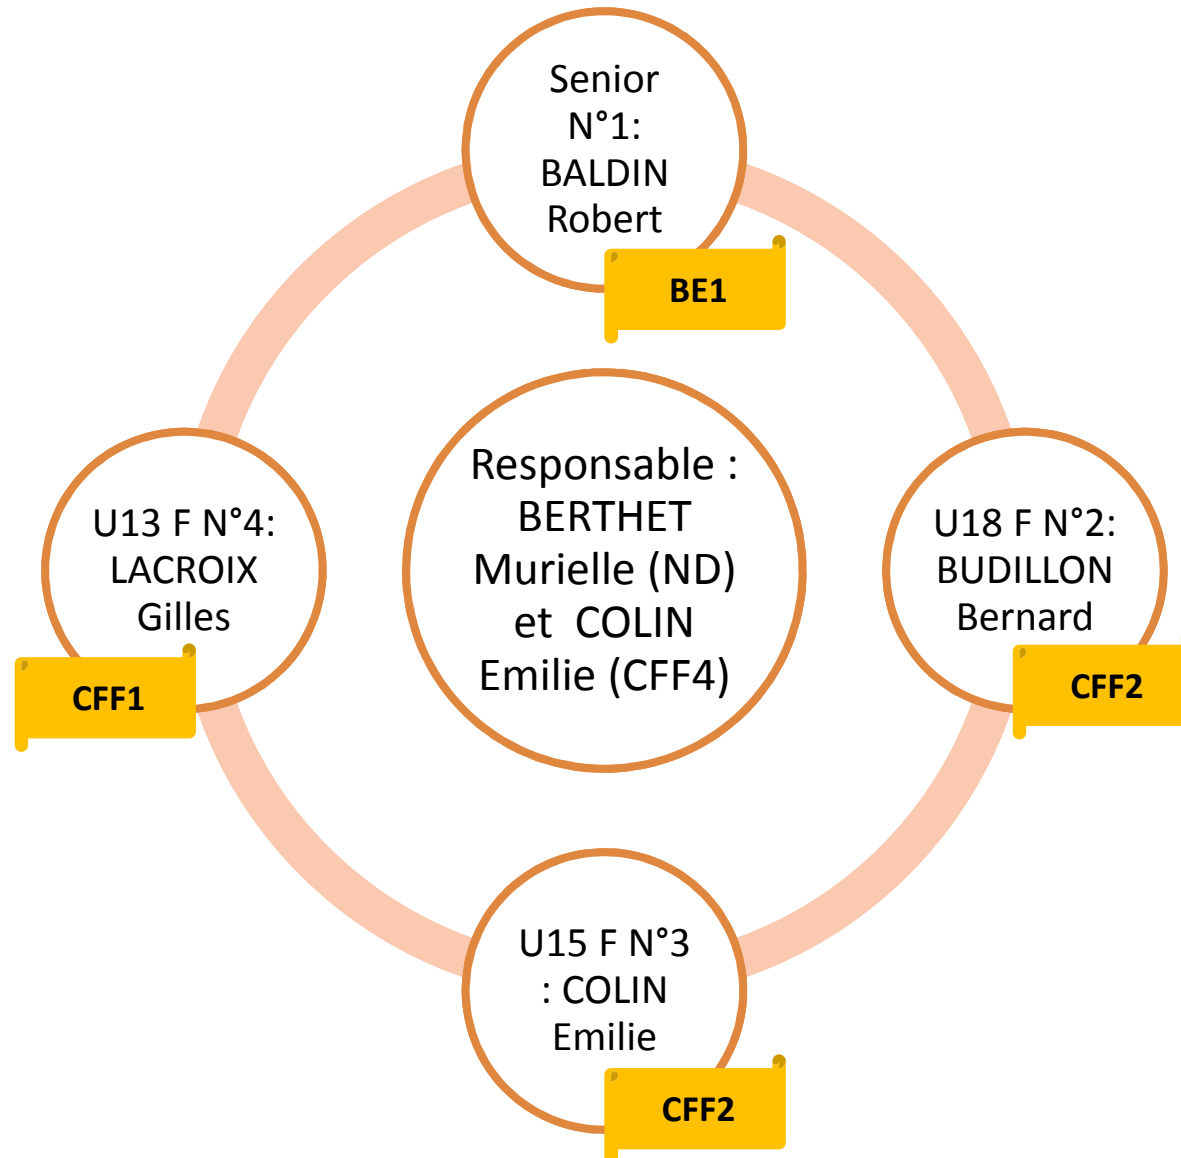 Senior
N°1:
BALDIN
Robert
BE1
Responsable :
BERTHET
Murielle (ND)
et COLIN
Emilie (CFF4)
U13 F N°4:
LACROIX
Gilles
CFF1
U18 F N°2:
BUDILLON
Bernard
CFF2
U15 F N°3
: COLIN
Emilie
CFF2